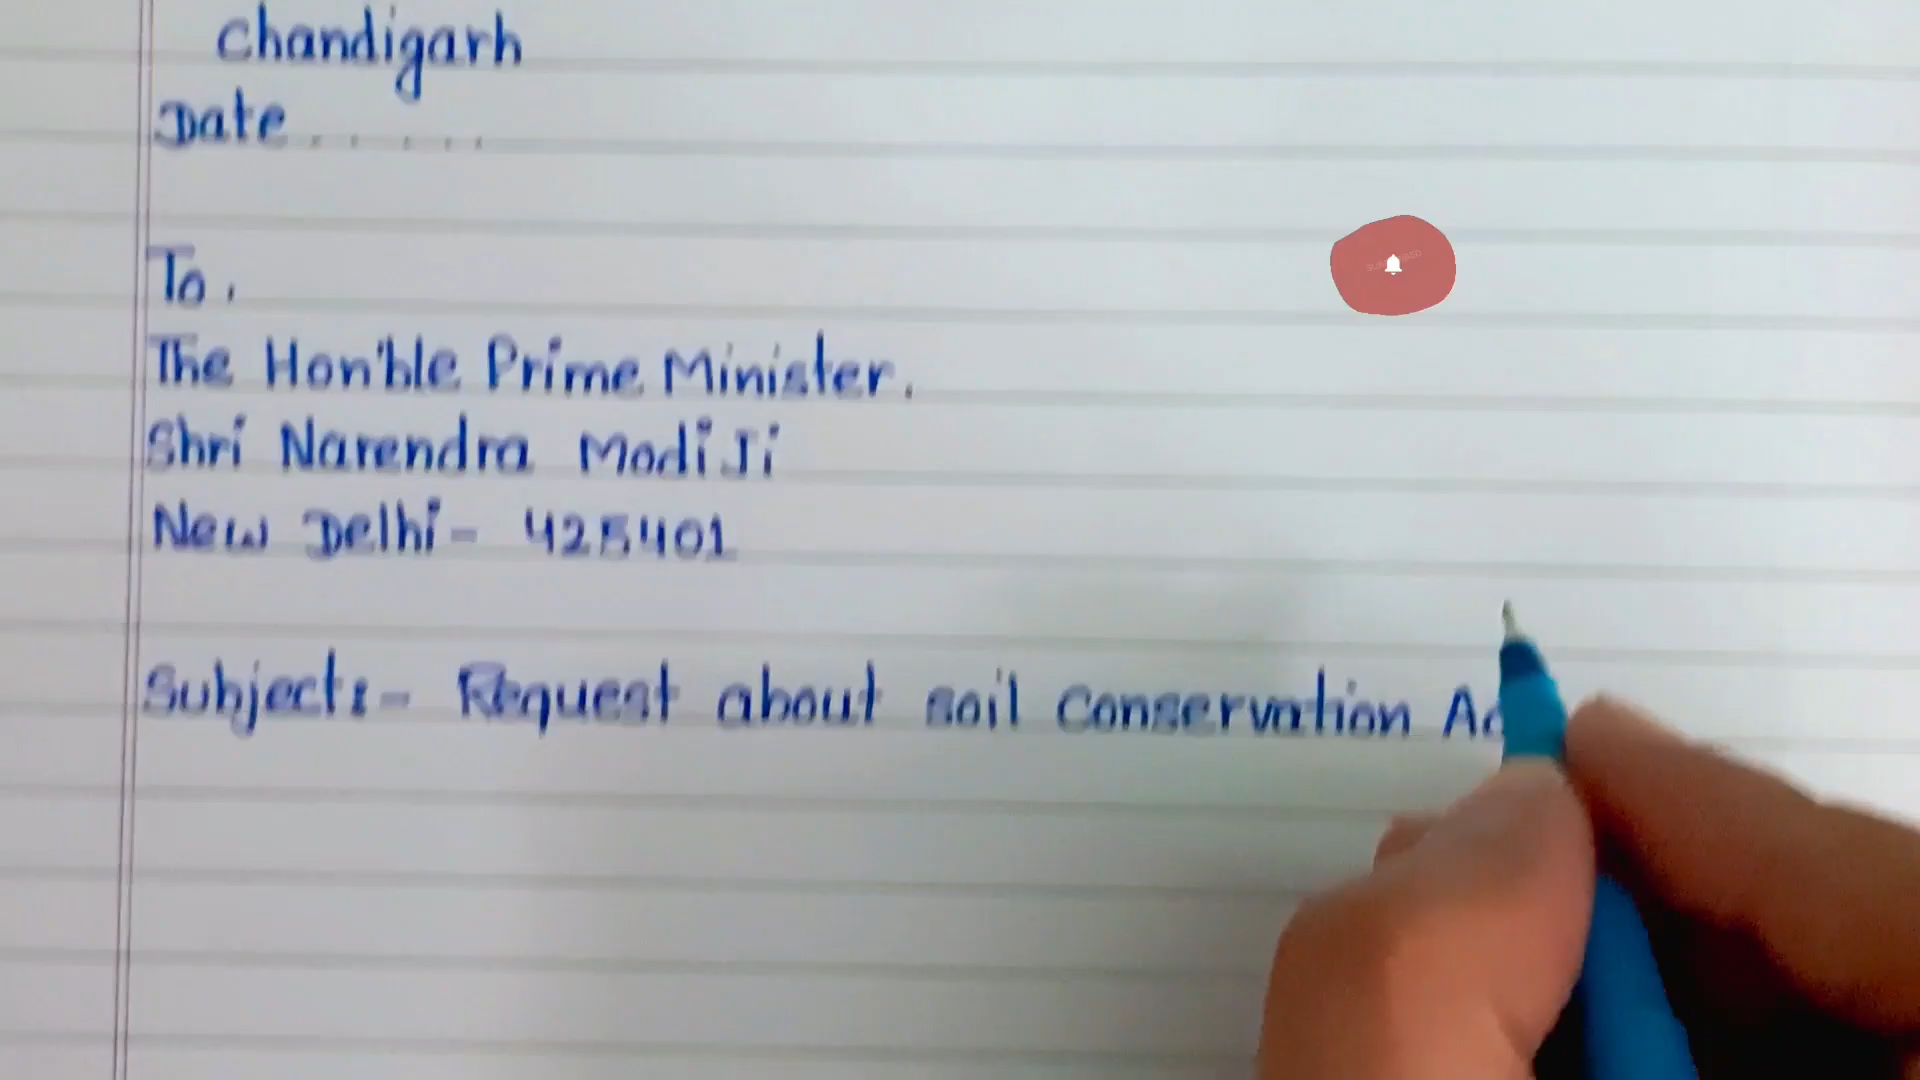 Chandigarh
Date......
To,
The Hon'ble Prime Minister.
Shri Narendra Modi Ji
New Delhi- 425401
Subject:- Request about soil Conservation